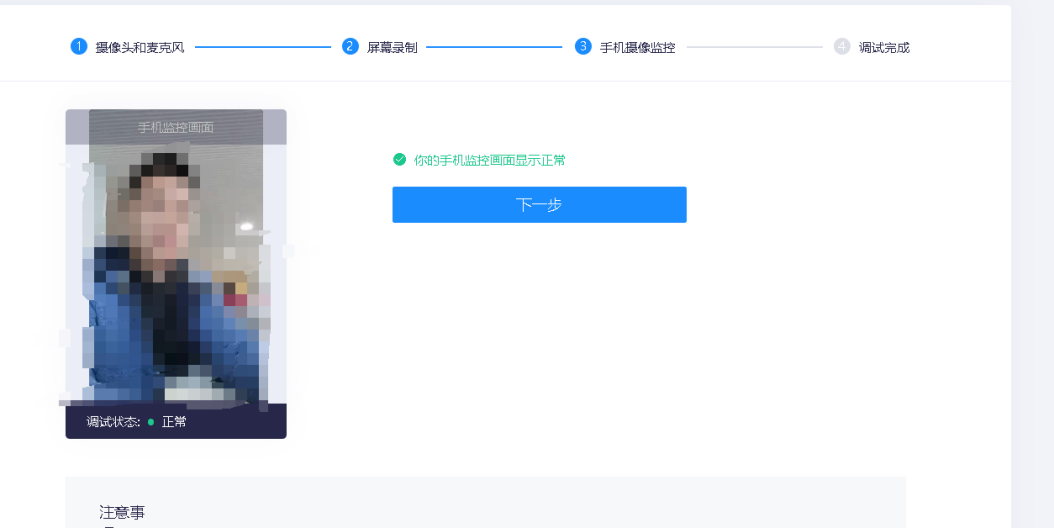 1 摄像头和麦克风 2 屏幕录制 3 手机摄像监控 4 调试完成
手机监控画面
你的手机监控画面显示正常
下一步
调试状态: 正常
注意事